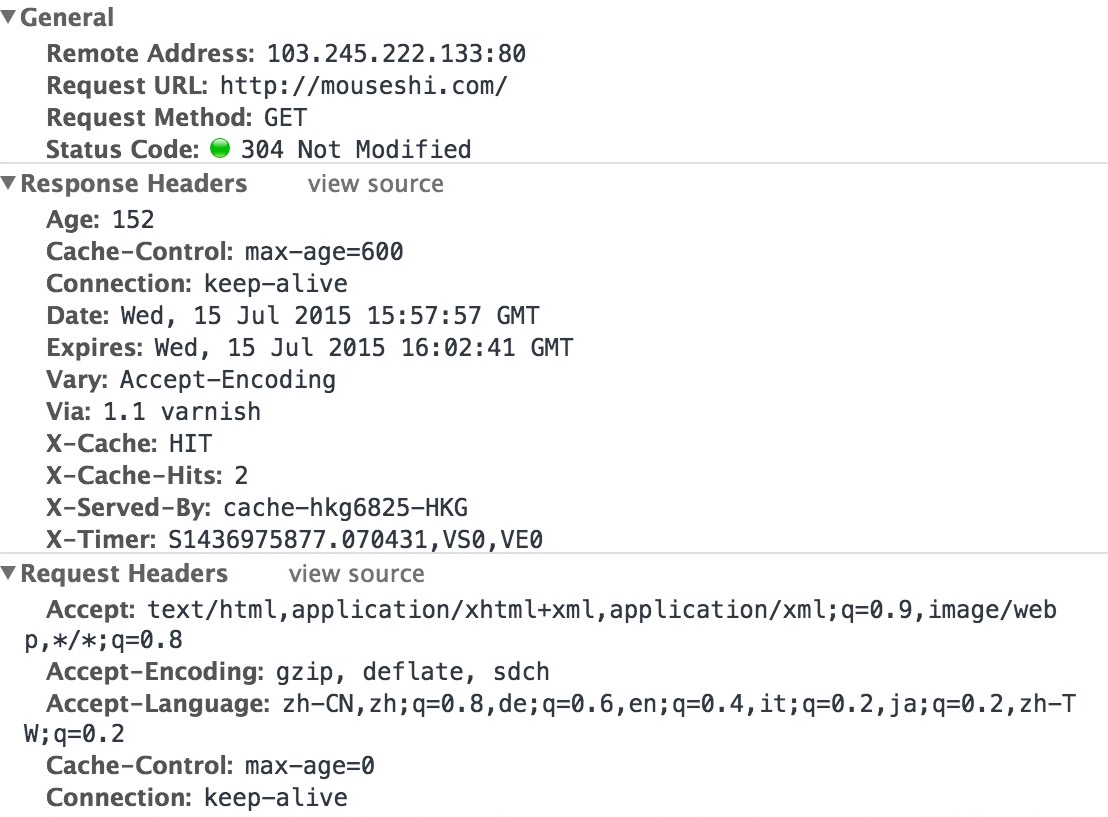 General
Remote Address: 103.245.222.133:80
Request URL: http://mouseshi.com/
Request Method: GET
Status Code: 304 Not Modified
Response Headers view source
Age: 152
Cache-Control: max-age=600
Connection: keep-alive
Date: Wed, 15 Jul 2015 15:57:57 GMT
Expires: Wed, 15 Jul 2015 16:02:41 GMT
Vary: Accept-Encoding
Via: 1.1 varnish
X-Cache: HIT
X-Cache-Hits: 2
X-Served-By: cache-hkg6825-HKG
X-Timer: S1436975877.070431,VS0,VE0
Request Headers view source
Accept: text/html,application/xhtml+xml,application/xml;q=0.9,image/web
p,*/*;q=0.8
Accept-Encoding: gzip, deflate, sdch
Accept-Language: zh-CN,zh;q=0.8,de;q=0.6,en;q=0.4,it;q=0.2,ja;q=0.2,zh-T
W;q=0.2
Cache-Control: max-age=0
Connection: keep-alive